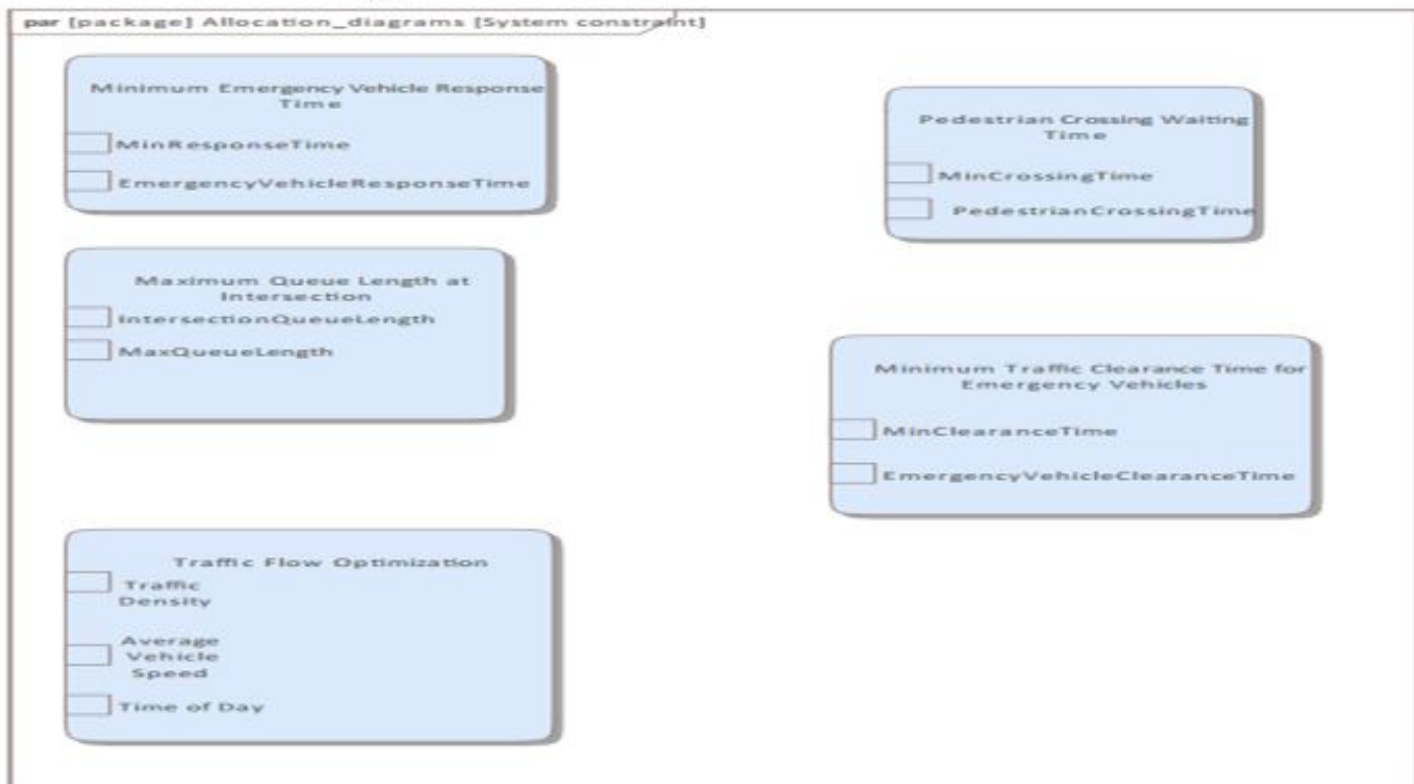 par [package] Allocation_diagrams [System constraint]
Minimum Emergency Vehicle Response
Time
MinResponseTime
EmergencyVehicleResponseTime
Pedestrian Crossing Waiting
Time
MinCrossingTime
PedestrianCrossingTime
Maximum Queue Length at
Intersection
IntersectionQueueLength
MaxQueueLength
Minimum Traffic Clearance Time for
Emergency Vehicles
MinClearanceTime
EmergencyVehicleClearanceTime
Traffic Flow Optimization
Traffic
Density
Average
Vehicle
Speed
Time of Day